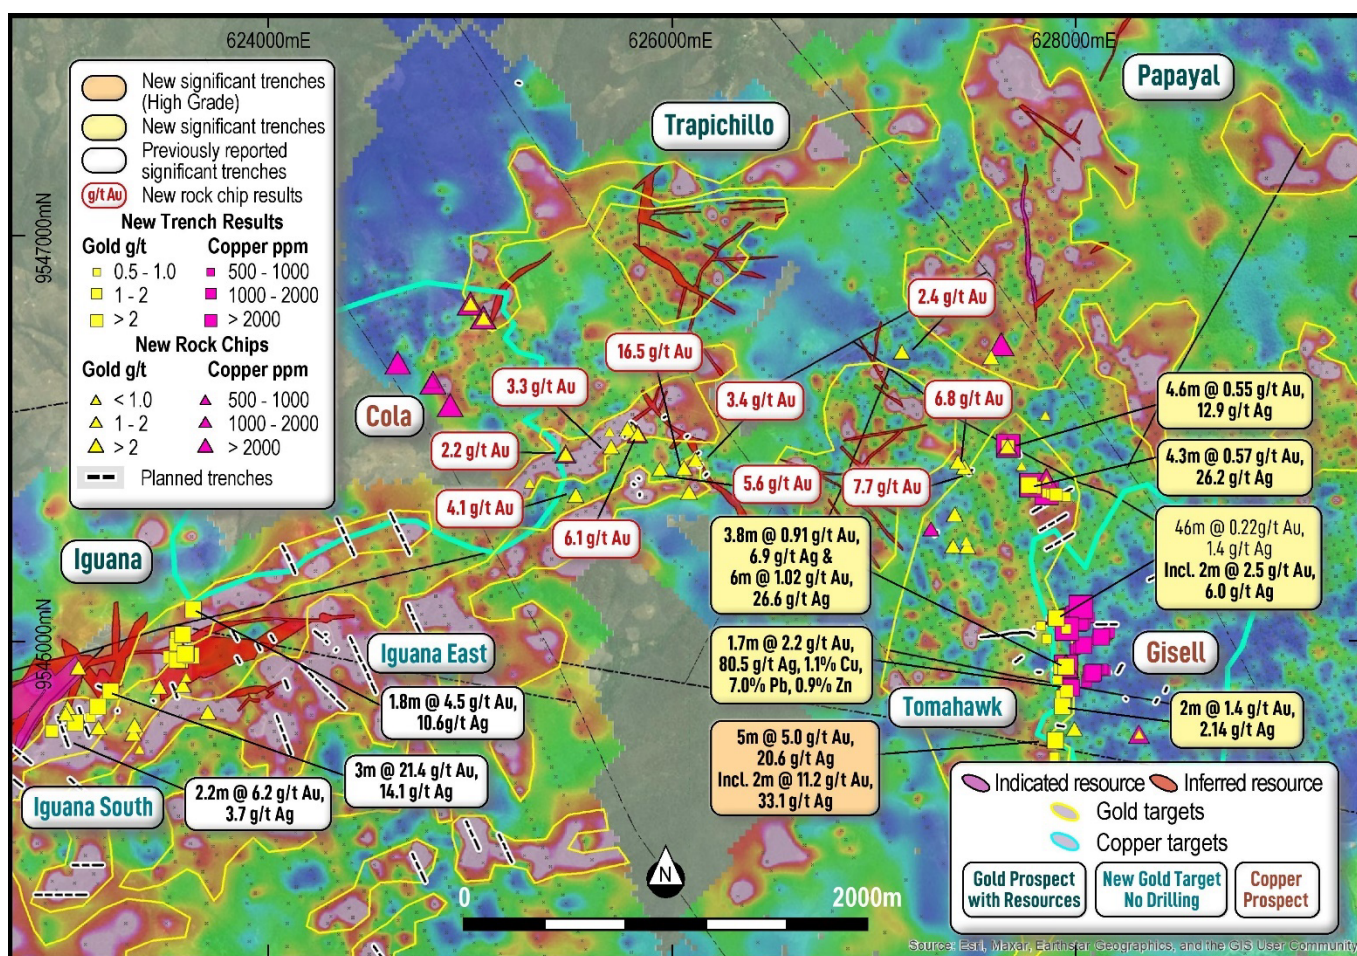 624000mE
626000mE
628000mE
9547000mN
9546000mN
New significant trenches
(High Grade)
New significant trenches
Previously reported
significant trenches
g/t Au
New rock chip results
New Trench Results
Gold g/t
Copper ppm
0.5 - 1.0
500 - 1000
1 - 2
1000 - 2000
> 2
> 2000
New Rock Chips
Gold g/t
Copper ppm
< 1.0
500 - 1000
1 - 2
1000 - 2000
> 2
> 2000
Planned trenches
Papayal
Trapichillo
Cola
Iguana
Iguana East
Iguana South
Tomahawk
Gisell
2.4 g/t Au
16.5 g/t Au
3.3 g/t Au
3.4 g/t Au
6.8 g/t Au
2.2 g/t Au
5.6 g/t Au
7.7 g/t Au
4.1 g/t Au
6.1 g/t Au
4.6m @ 0.55 g/t Au,
12.9 g/t Ag
4.3m @ 0.57 g/t Au,
26.2 g/t Ag
46m @ 0.22g/t Au,
1.4 g/t Ag
Incl. 2m @ 2.5 g/t Au,
6.0 g/t Ag
3.8m @ 0.91 g/t Au,
6.9 g/t Ag &
6m @ 1.02 g/t Au,
26.6 g/t Ag
1.7m @ 2.2 g/t Au,
80.5 g/t Ag, 1.1% Cu,
7.0% Pb, 0.9% Zn
2m @ 1.4 g/t Au,
2.14 g/t Ag
5m @ 5.0 g/t Au,
20.6 g/t Ag
Incl. 2m @ 11.2 g/t Au,
33.1 g/t Ag
1.8m @ 4.5 g/t Au,
10.6g/t Ag
3m @ 21.4 g/t Au,
14.1 g/t Ag
2.2m @ 6.2 g/t Au,
3.7 g/t Ag
Indicated resource
Inferred resource
Gold targets
Copper targets
Gold Prospect
with Resources
New Gold Target
No Drilling
Copper
Prospect
N
0
2000m
Source: Esri, Maxar, Earthstar Geographics, and the GIS User Community